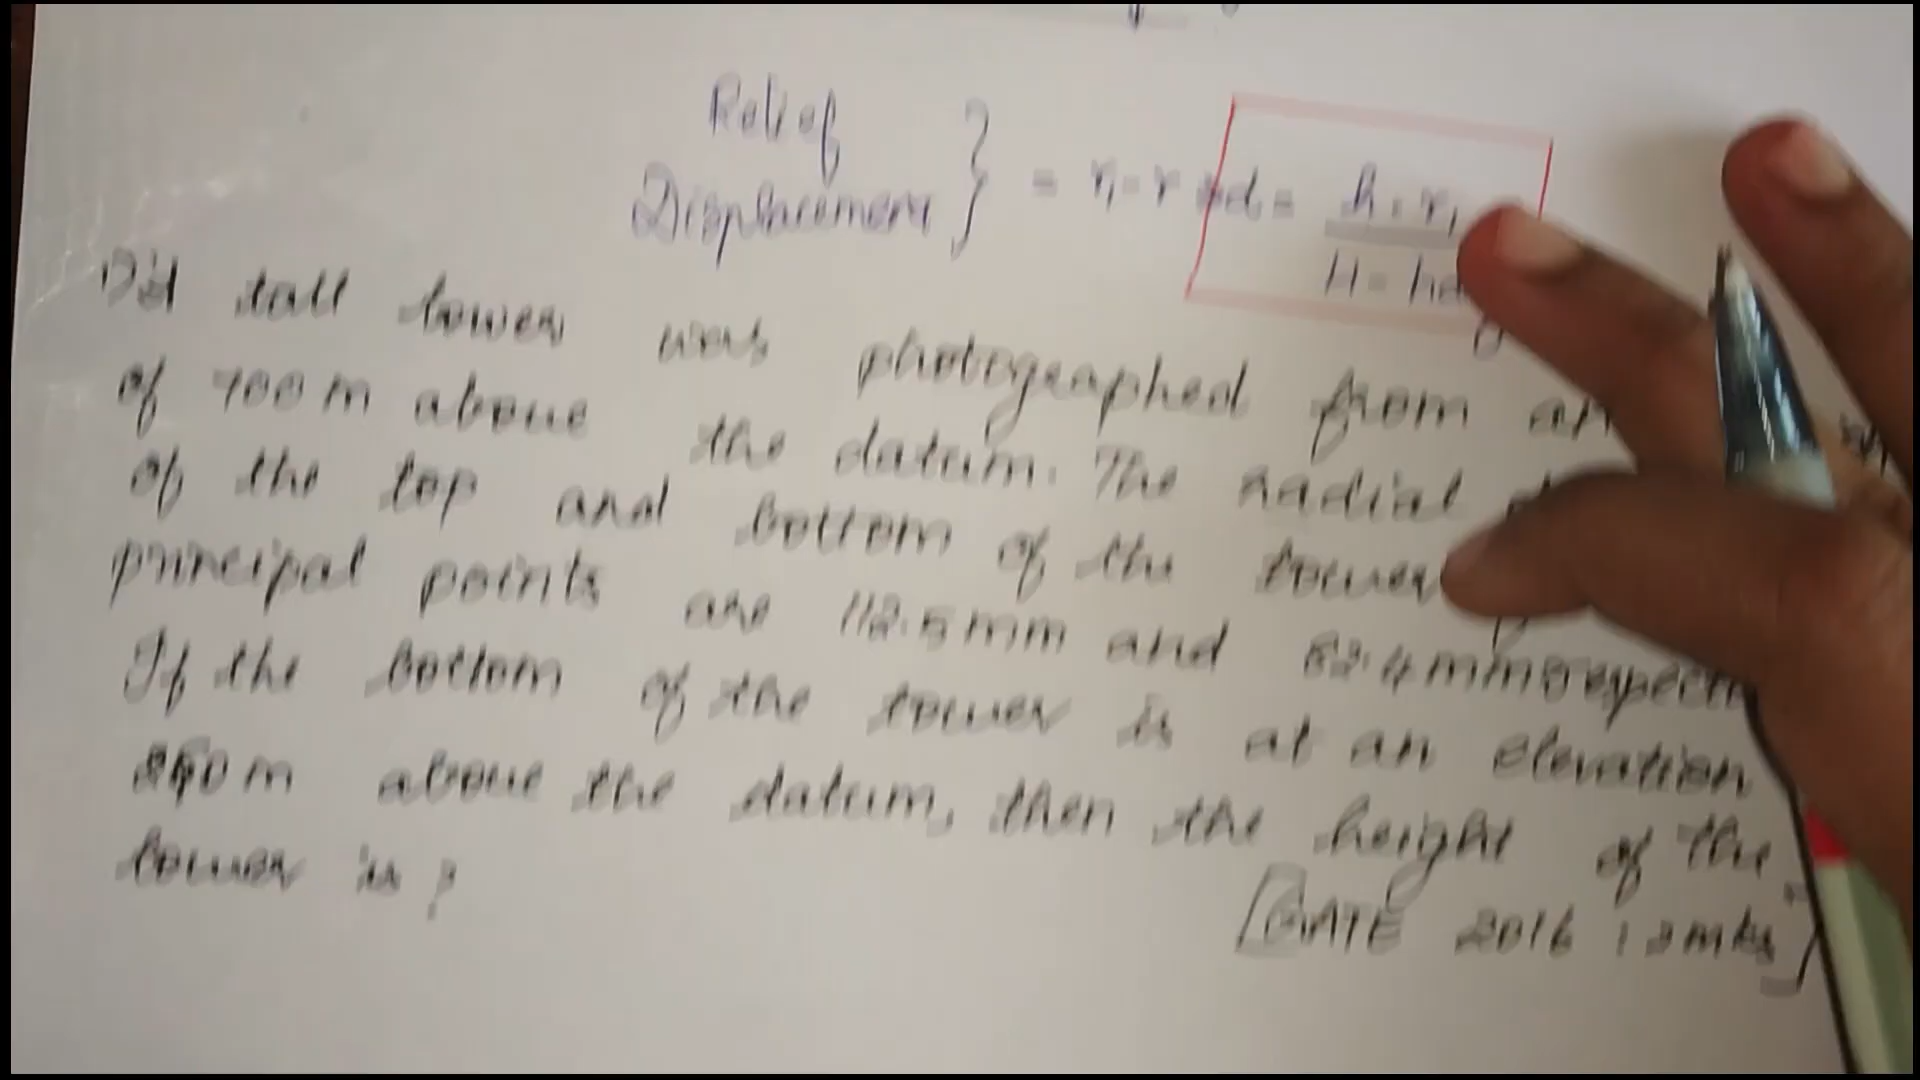 Relief
Displacement } = r₁ - r = d = h · r₁
H - h
1) A tall tower was photographed from an
of 700 m above the datum. The radial
of the top and bottom of the tower
principal points are 112.5 mm and 82.4 mm respecti
If the bottom of the tower is at an elevation
250 m above the datum, then the height of the
tower is?
[GATE 2016 : 2 mks]